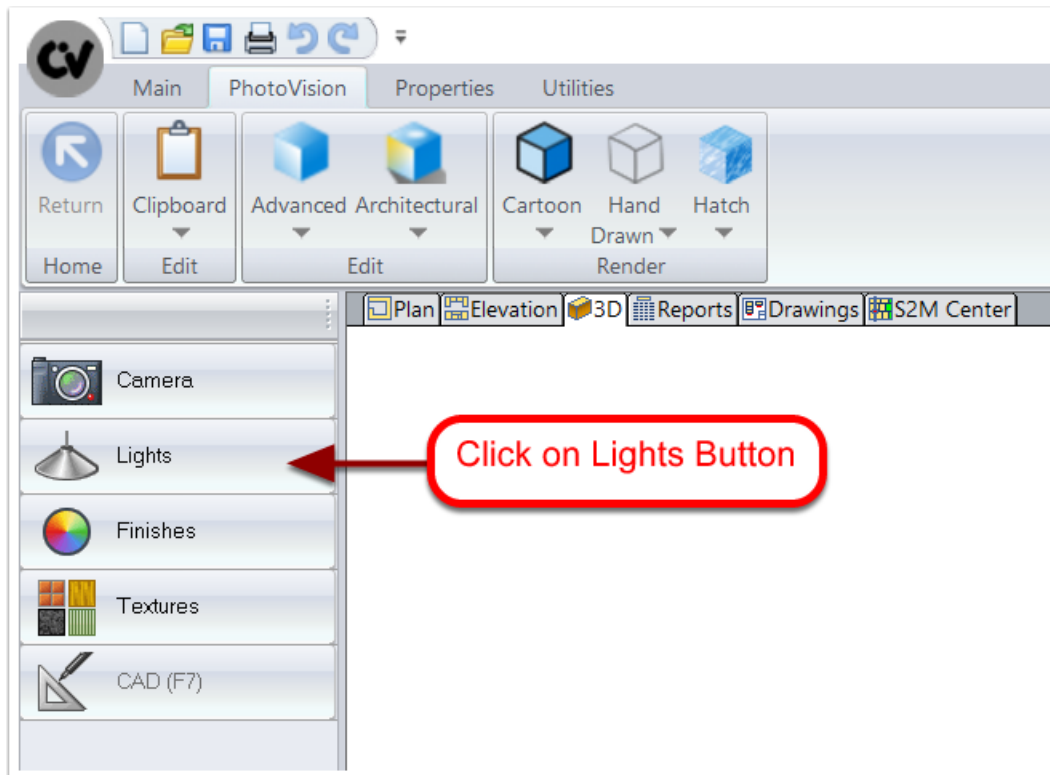 CV
Main PhotoVision Properties Utilities
Return Clipboard Advanced Architectural Cartoon Hand Drawn Hatch
Home Edit Edit Render
Plan Elevation 3D Reports Drawings S2M Center
Camera
Lights
Click on Lights Button
Finishes
Textures
CAD (F7)